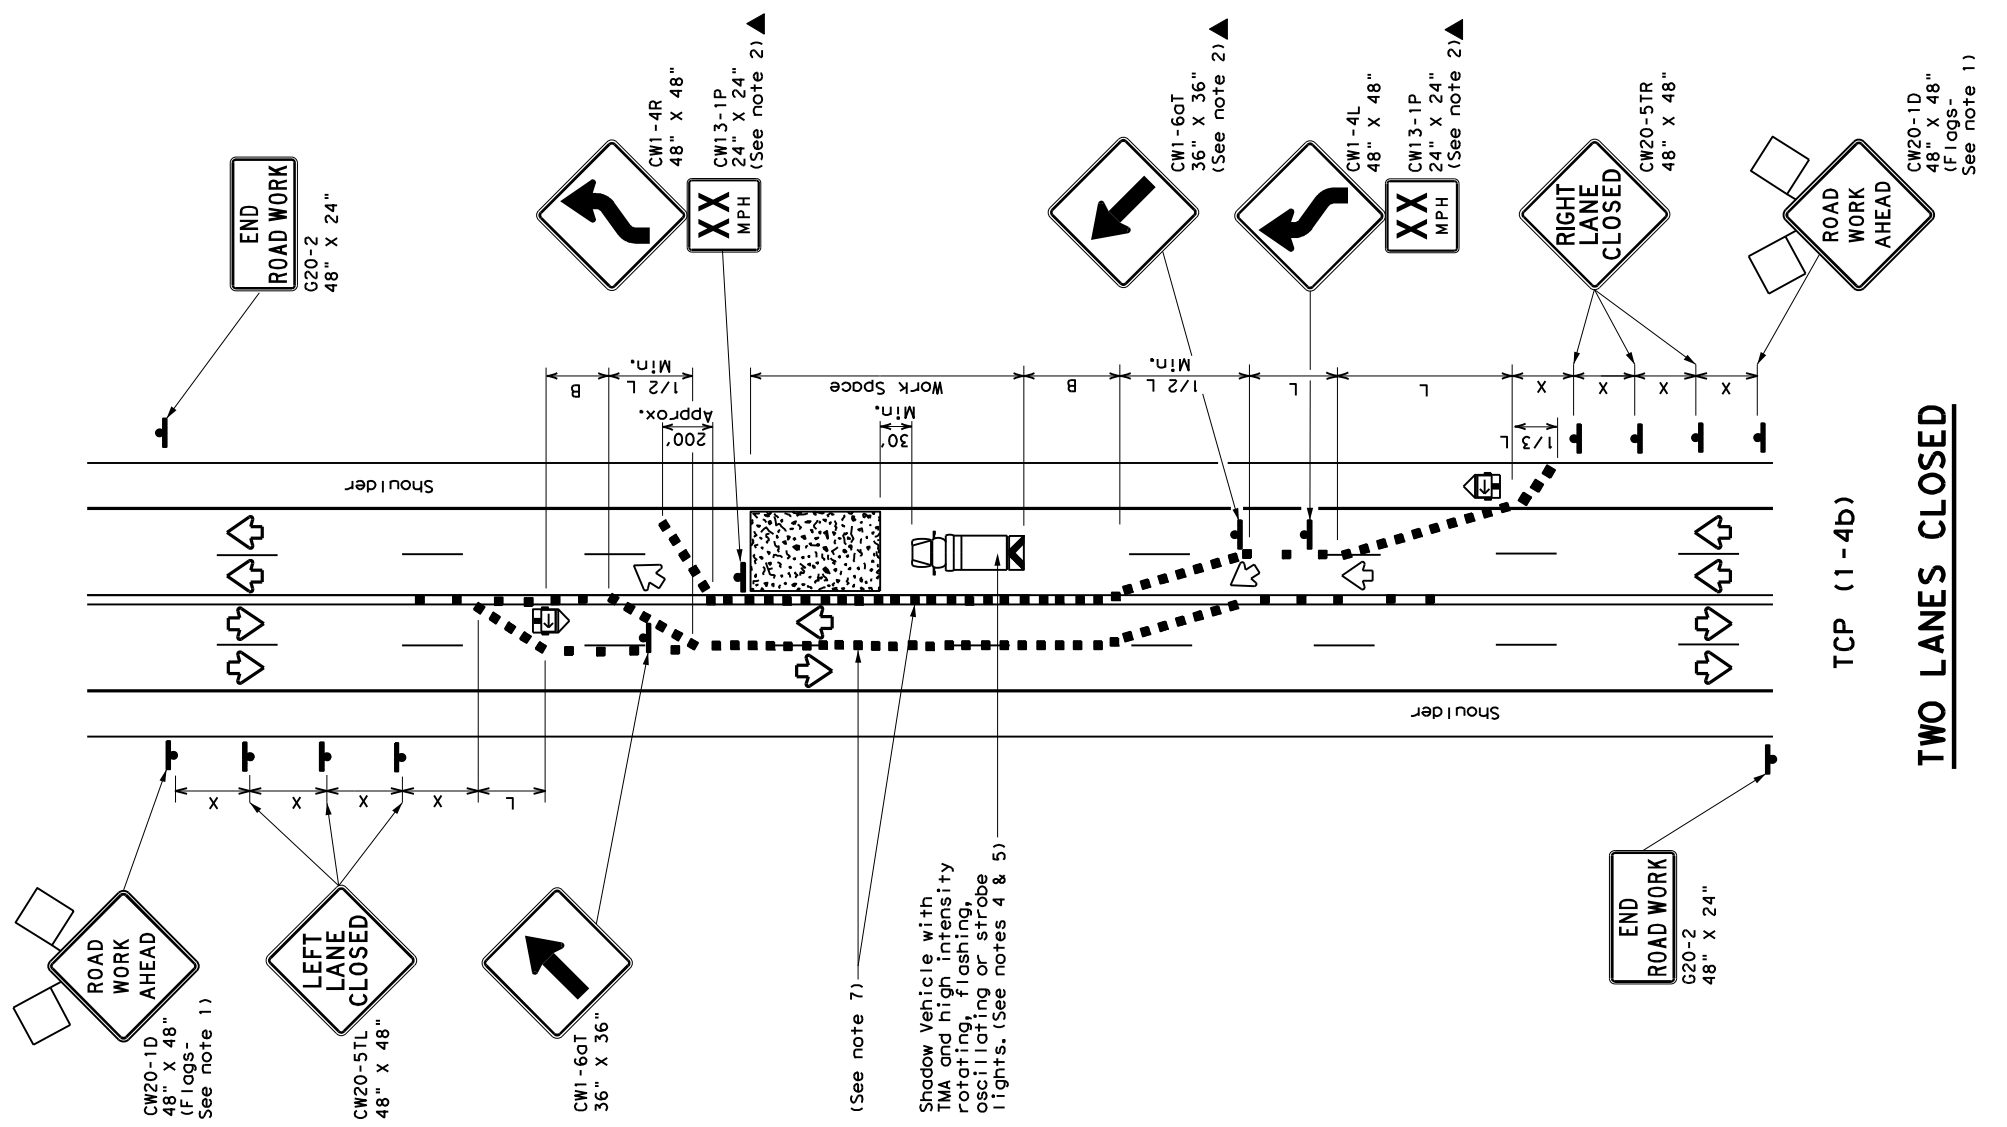 END
ROAD WORK
G20-2
48" X 24"
CW1-4R
48" X 48"
XX
MPH
CW13-1P
24" X 24"
(See note 2)
CW1-6aT
36" X 36"
(See note 2)
CW1-4L
48" X 48"
XX
MPH
CW13-1P
24" X 24"
(See note 2)
RIGHT
LANE
CLOSED
CW20-5TR
48" X 48"
ROAD
WORK
AHEAD
CW20-1D
48" X 48"
(Flags-
See note 1)
B
1/2 L
Min.
200'
Approx.
Work Space
30'
Min.
B
1/2 L
Min.
L
L
1/3 L
X
X
X
X
Shoulder
Shoulder
X
X
X
X
L
ROAD
WORK
AHEAD
CW20-1D
48" X 48"
(Flags-
See note 1)
LEFT
LANE
CLOSED
CW20-5TL
48" X 48"
CW1-6aT
36" X 36"
(See note 7)
Shadow Vehicle with
TMA and high intensity
rotating, flashing,
oscillating or strobe
lights. (See notes 4 & 5)
END
ROAD WORK
G20-2
48" X 24"
TCP (1-4b)
TWO LANES CLOSED